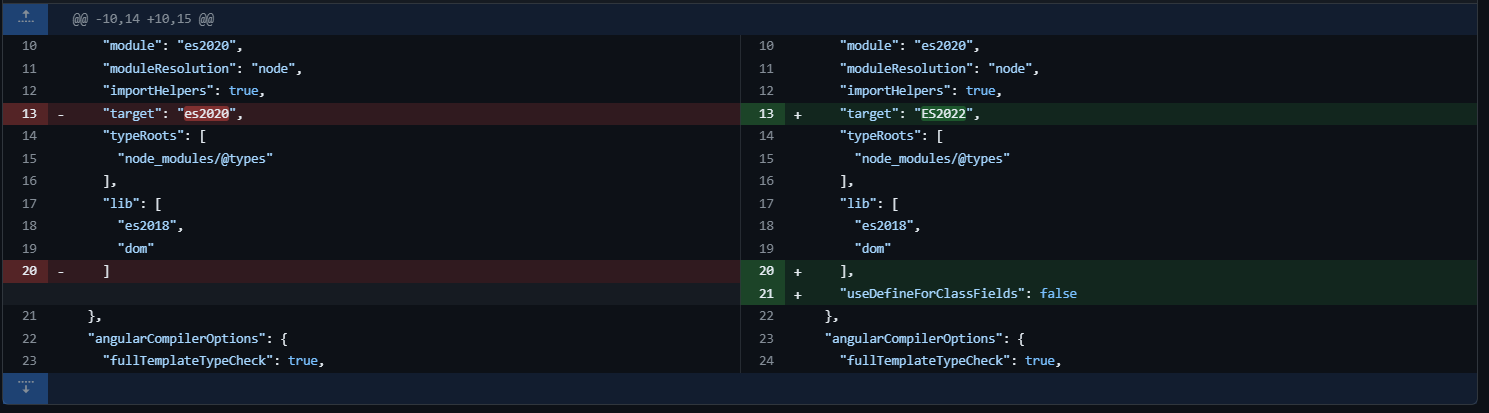 @@ -10,14 +10,15 @@
10 "module": "es2020",
11 "moduleResolution": "node",
12 "importHelpers": true,
13 - "target": "es2020",
14 "typeRoots": [
15 "node_modules/@types"
16 ],
17 "lib": [
18 "es2018",
19 "dom"
20 - ]
21 },
22 "angularCompilerOptions": {
23 "fullTemplateTypeCheck": true,
10 "module": "es2020",
11 "moduleResolution": "node",
12 "importHelpers": true,
13 + "target": "ES2022",
14 "typeRoots": [
15 "node_modules/@types"
16 ],
17 "lib": [
18 "es2018",
19 "dom"
20 + ],
21 + "useDefineForClassFields": false
22 },
23 "angularCompilerOptions": {
24 "fullTemplateTypeCheck": true,